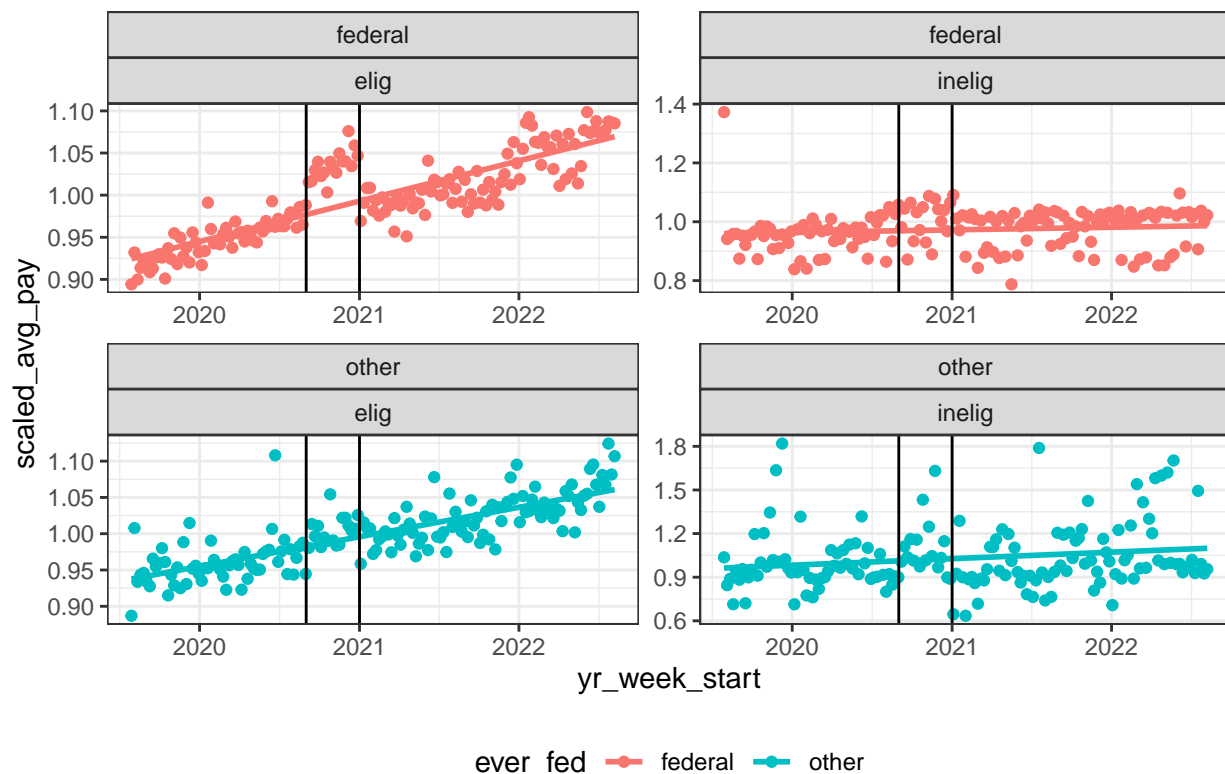 federal
elig
1.10
1.05
1.00
0.95
0.90
2020 2021 2022
federal
inelig
1.4
1.2
1.0
0.8
2020 2021 2022
other
elig
1.10
1.05
1.00
0.95
0.90
2020 2021 2022
other
inelig
1.8
1.5
1.2
0.9
0.6
2020 2021 2022
scaled_avg_pay
yr_week_start
ever_fed federal other